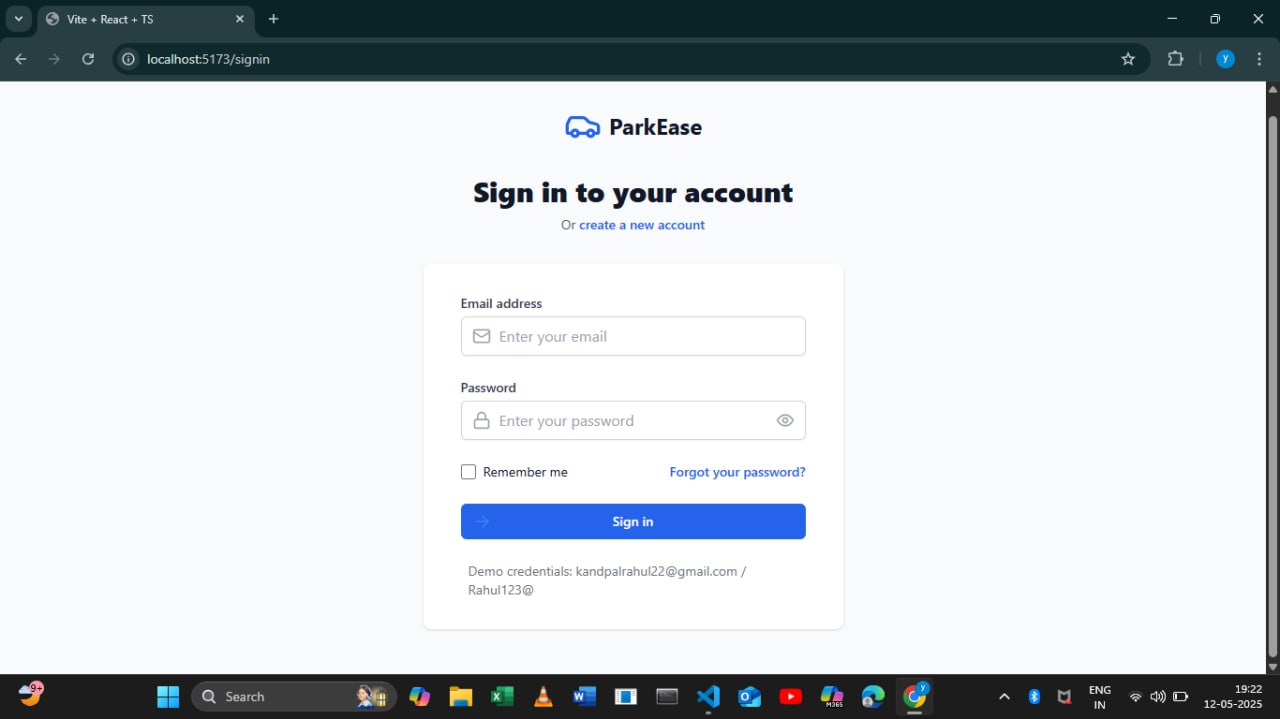 Vite + React + TS
localhost:5173/signin
y
ParkEase
Sign in to your account
Or create a new account
Email address
Enter your email
Password
Enter your password
Remember me
Forgot your password?
Sign in
Demo credentials: kandpalrahul22@gmail.com /
Rahul123@
9+
Search
M365
y
ENG
IN
19:22
12-05-2025